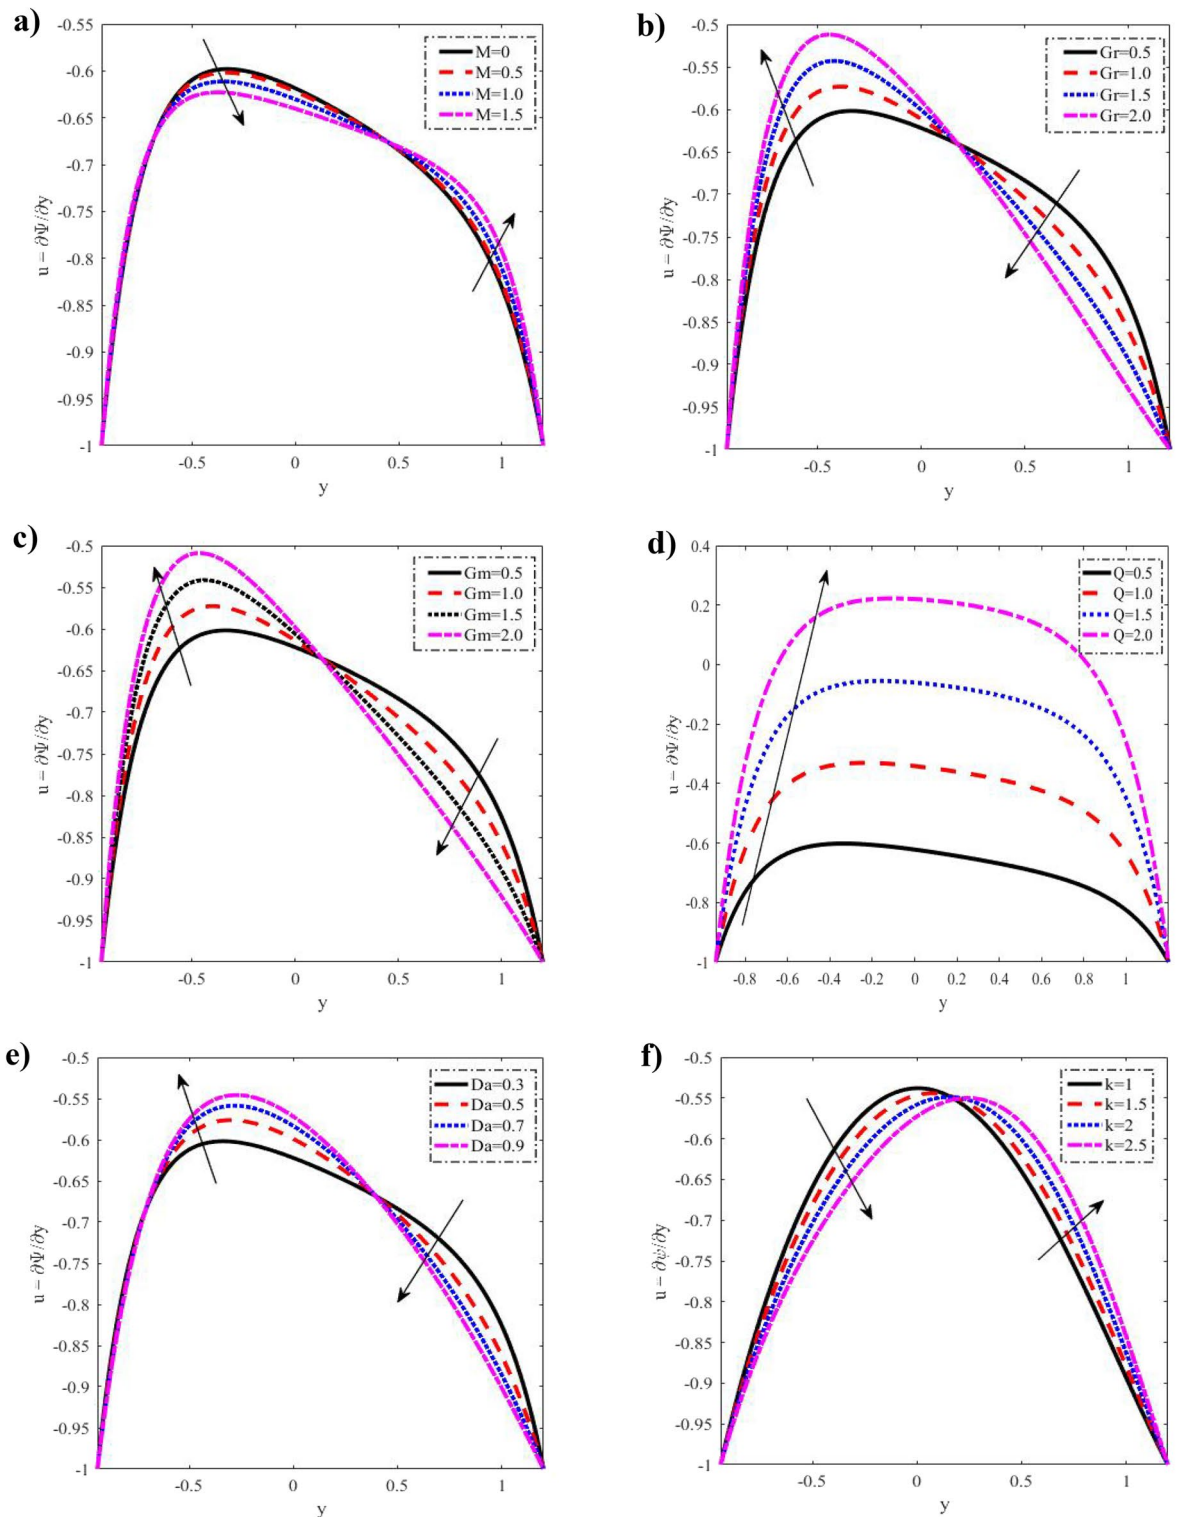 a)
-0.55
-0.6
-0.65
-0.7
-0.75
-0.8
-0.85
-0.9
-0.95
-1
-0.5
0
0.5
1
y
u = ∂Ψ/∂y
M=0
M=0.5
M=1.0
M=1.5
b)
-0.5
-0.55
-0.6
-0.65
-0.7
-0.75
-0.8
-0.85
-0.9
-0.95
-1
-0.5
0
0.5
1
y
u = ∂Ψ/∂y
Gr=0.5
Gr=1.0
Gr=1.5
Gr=2.0
c)
-0.5
-0.55
-0.6
-0.65
-0.7
-0.75
-0.8
-0.85
-0.9
-0.95
-1
-0.5
0
0.5
1
y
u = ∂Ψ/∂y
Gm=0.5
Gm=1.0
Gm=1.5
Gm=2.0
d)
0.4
0.2
0
-0.2
-0.4
-0.6
-0.8
-1
-0.8
-0.6
-0.4
-0.2
0
0.2
0.4
0.6
0.8
1
y
u = ∂Ψ/∂y
Q=0.5
Q=1.0
Q=1.5
Q=2.0
e)
-0.5
-0.55
-0.6
-0.65
-0.7
-0.75
-0.8
-0.85
-0.9
-0.95
-1
-0.5
0
0.5
1
y
u = ∂Ψ/∂y
Da=0.3
Da=0.5
Da=0.7
Da=0.9
f)
-0.5
-0.55
-0.6
-0.65
-0.7
-0.75
-0.8
-0.85
-0.9
-0.95
-1
-0.5
0
0.5
1
y
u = ∂ψ/∂y
k=1
k=1.5
k=2
k=2.5